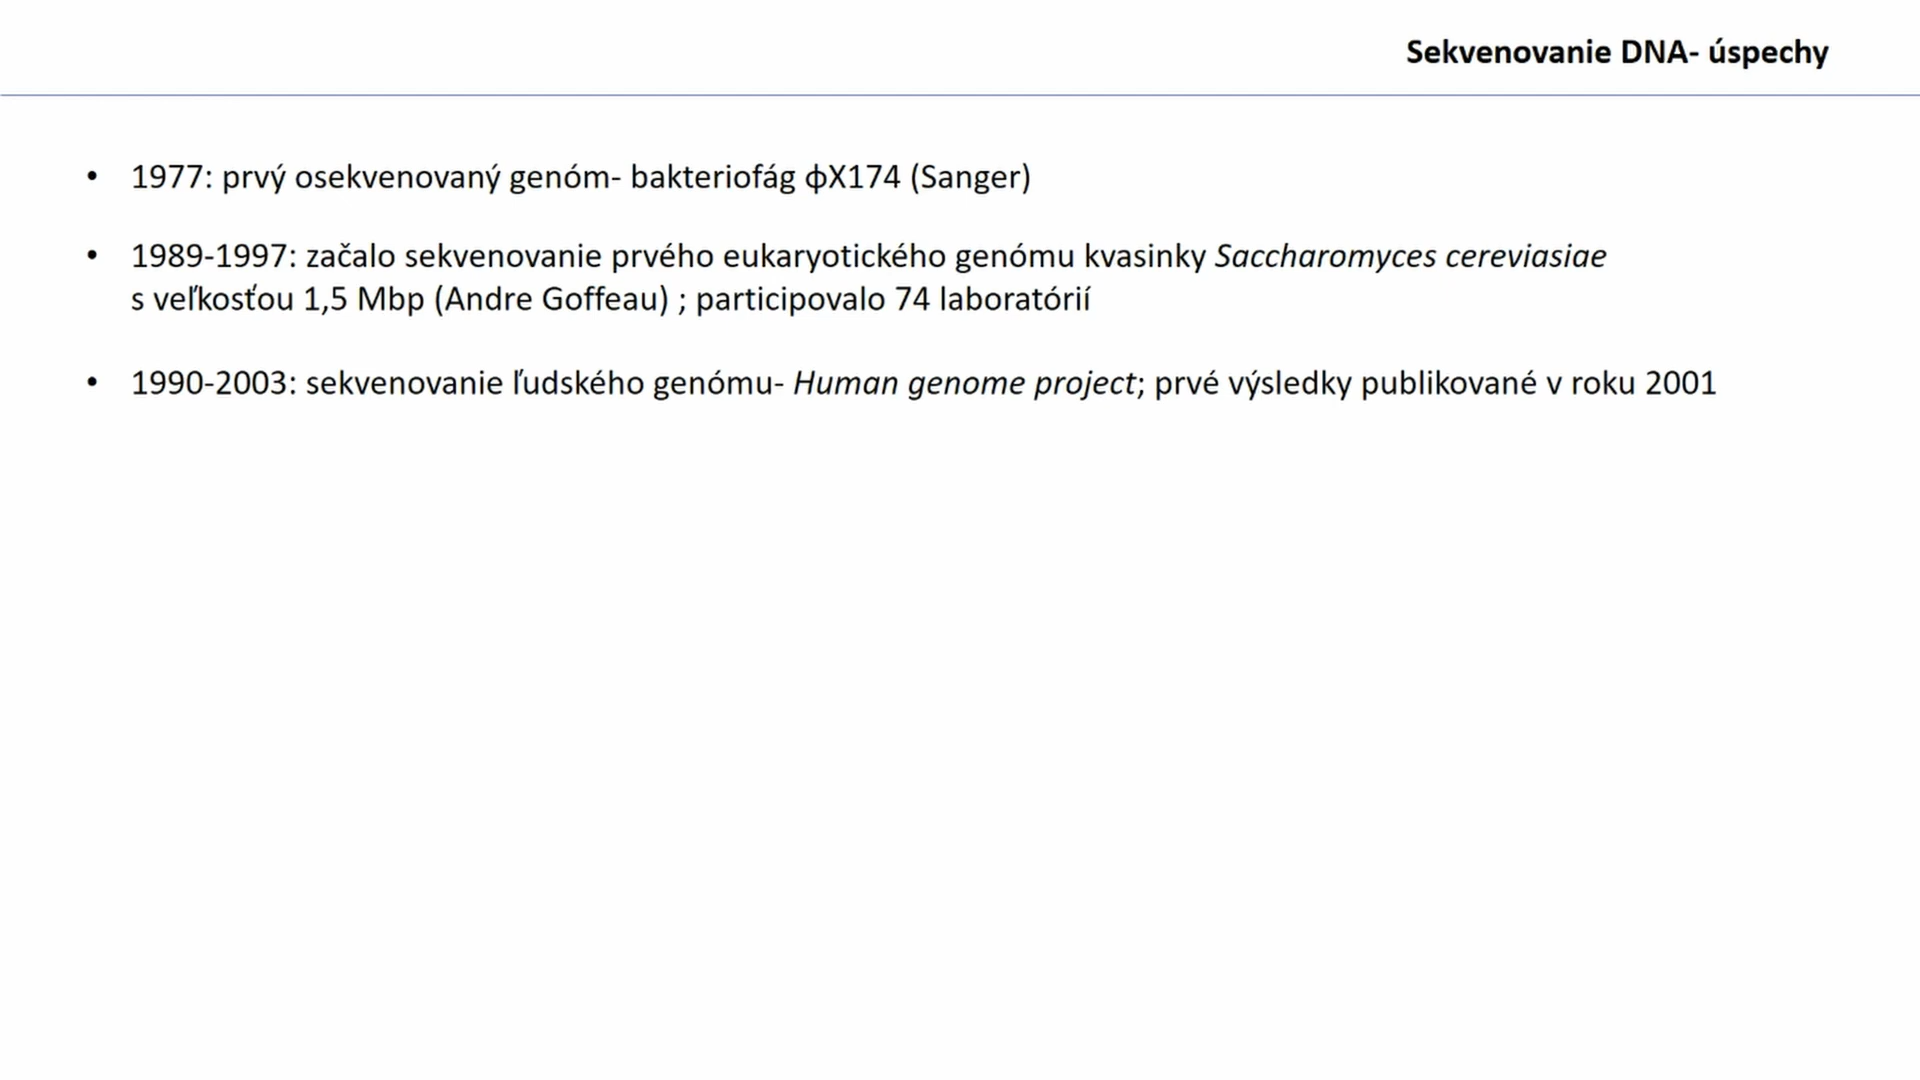 Sekvenovanie DNA- úspechy
• 1977: prvý osekvenovaný genóm- bakteriofág ϕX174 (Sanger)
• 1989-1997: začalo sekvenovanie prvého eukaryotického genómu kvasinky Saccharomyces cereviasiae
s veľkosťou 1,5 Mbp (Andre Goffeau) ; participovalo 74 laboratórií
• 1990-2003: sekvenovanie ľudského genómu- Human genome project; prvé výsledky publikované v roku 2001